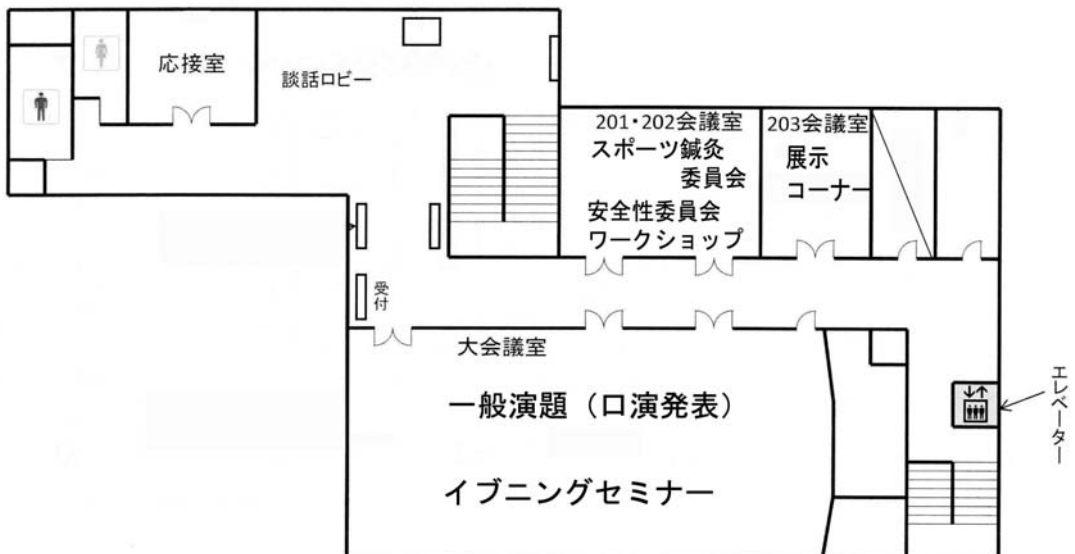 応接室
談話ロビー
201・202会議室
スポーツ鍼灸
委員会
安全性委員会
ワークショップ
203会議室
展示
コーナー
受付
大会議室
一般演題（口演発表）
イブニングセミナー
エレベーター